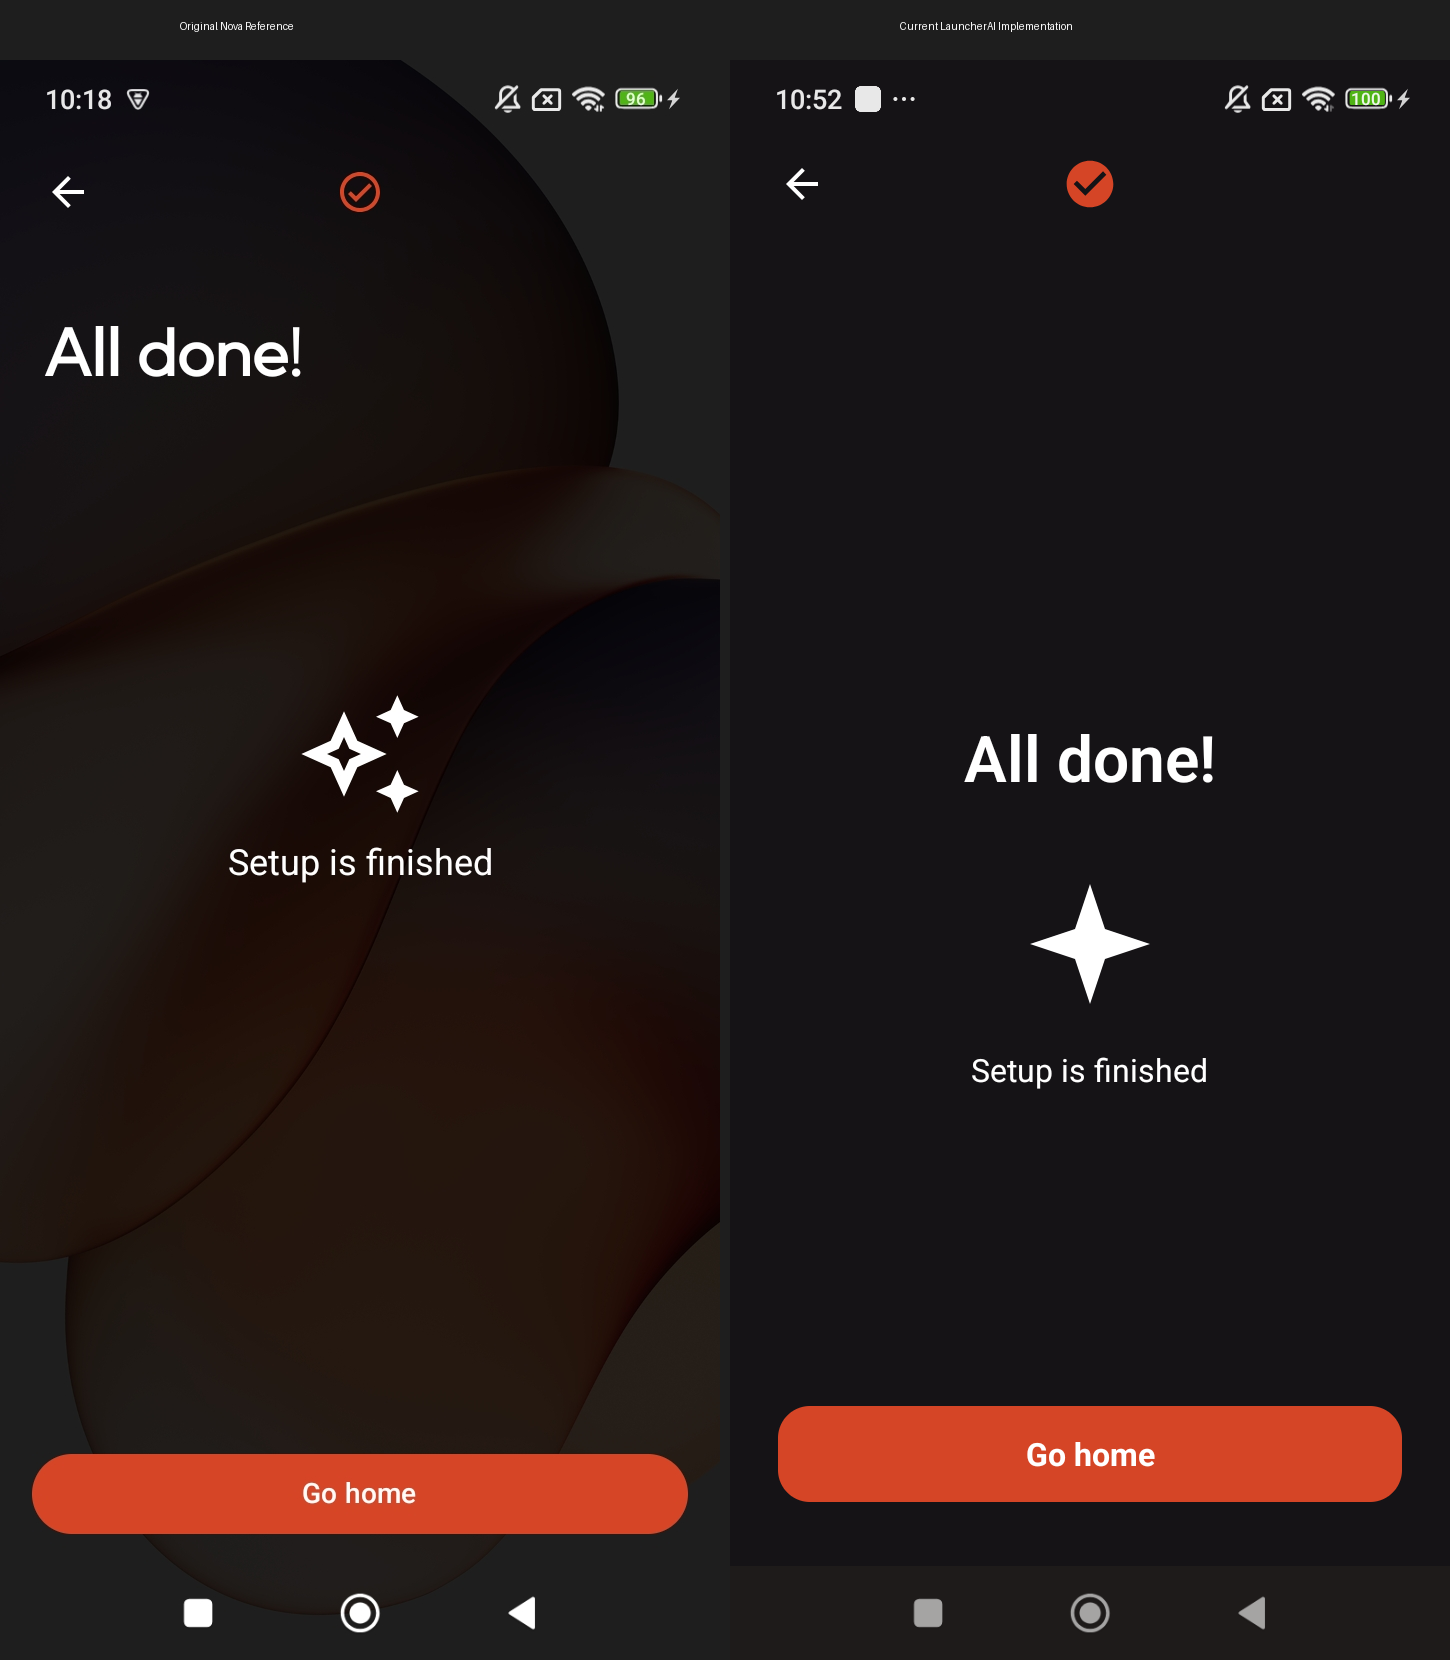 Original Nova Reference
10:18
96
All done!
Setup is finished
Go home
Current LauncherAI Implementation
10:52
100
All done!
Setup is finished
Go home